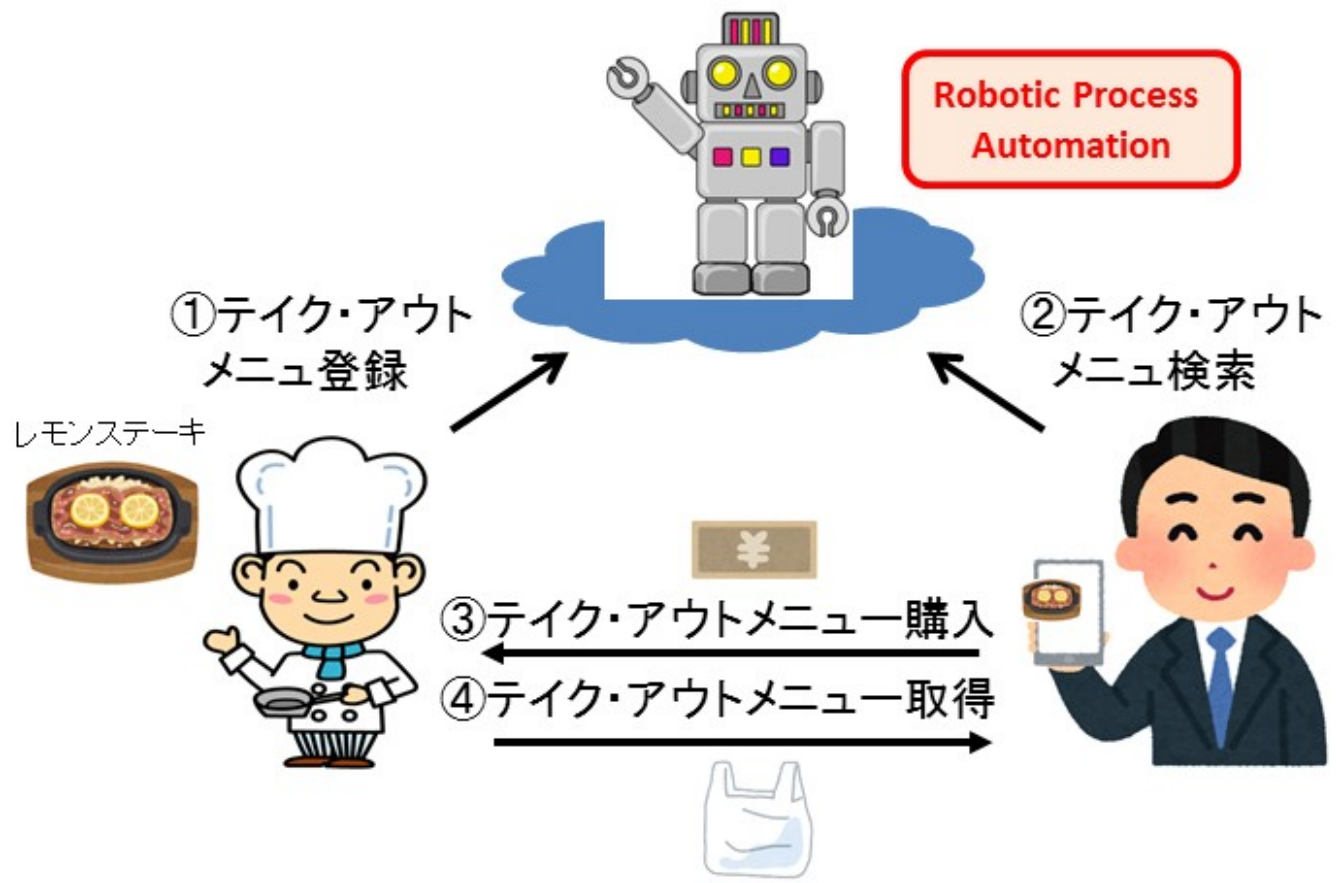 Robotic Process
Automation
①テイク・アウト
メニュ登録
②テイク・アウト
メニュ検索
レモンステーキ
¥
③テイク・アウトメニュー購入
④テイク・アウトメニュー取得